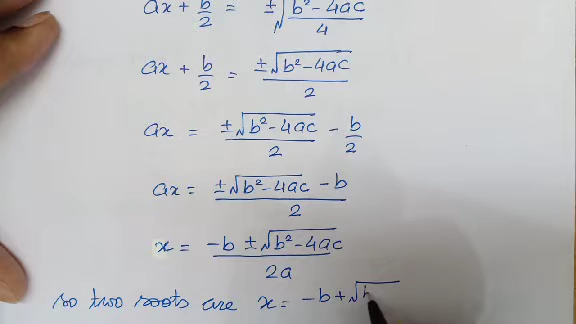 ax + b/2 = ±√(b² - 4ac)/4
ax + b/2 = ±√(b² - 4ac)/2
ax = ±√(b² - 4ac)/2 - b/2
ax = ±√(b² - 4ac) - b/2
x = -b ±√(b² - 4ac)/2a
so two roots are x = -b + √b